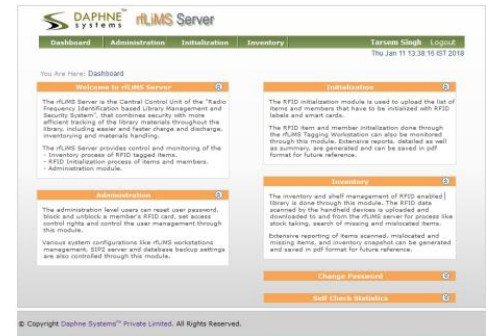 DAPHNE™ systems
rfLiMS Server
Dashboard Administration Initialization Inventory
Tarsem Singh Logout
Thu Jan 11 13:38:16 IST 2018
You Are Here: Dashboard
Welcome to rfLiMS Server
The rfLiMS Server is the Central Control Unit of the "Radio
Frequency Identification based Library Management and
Security System", that combines security with more
efficient tracking of the library materials throughout the
library, including easier and faster charge and discharge,
inventorying and materials handling.
The rfLiMS Server provides control and monitoring of the
- Inventory process of RFID tagged items.
- RFID Initialization process of items and members.
- Administration module.
Administration
The administration level users can reset user password,
block and unblock a member's RFID card, set access
control rights and control the user management through
this module.
Various system configurations like rfLiMS workstations
management, SIP2 server and database backup settings
are also controlled through this module.
Initialization
The RFID initialization module is used to upload the list of
items and members that have to be initialized with RFID
labels and smart cards.
The RFID item and member initialization done through
the rfLiMS Tagging Workstation can also be monitored
through this module. Extensive reports, detailed as well
as summary, are generated and can be saved in pdf
format for future reference.
Inventory
The inventory and shelf management of RFID enabled
library is done through this module. The RFID data
scanned by the handheld devices is uploaded and
downloaded to and from the rfLiMS server for process like
stock taking, search of missing and mislocated items.
Extensive reporting of items scanned, mislocated and
missing items, and inventory snapshot can be generated
and saved in pdf format for future reference.
Change Password
Self Check Statistics
© Copyright Daphne Systems™ Private Limited. All Rights Reserved.